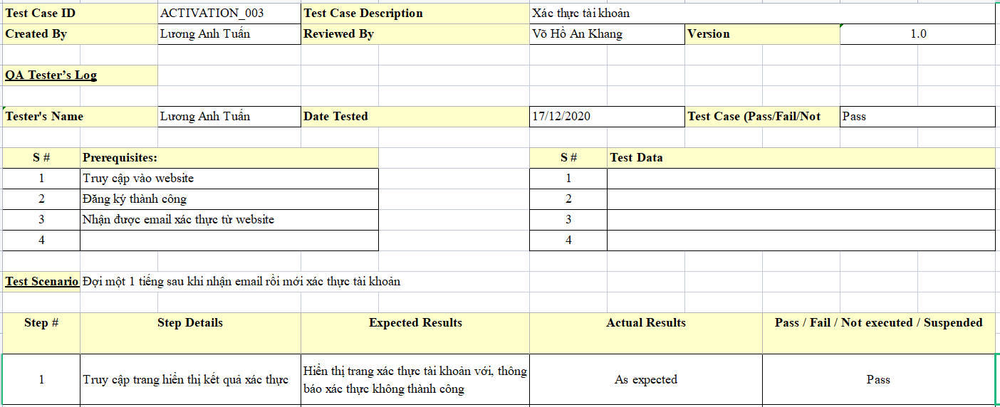 Test Case ID ACTIVATION_003 Test Case Description Xác thực tài khoản
Created By Lương Anh Tuấn Reviewed By Võ Hồ An Khang Version 1.0
QA Tester’s Log
Tester's Name Lương Anh Tuấn Date Tested 17/12/2020 Test Case (Pass/Fail/Not Pass
S # Prerequisites: S # Test Data
1 Truy cập vào website 1
2 Đăng ký thành công 2
3 Nhận được email xác thực từ website 3
4 4
Test Scenario Đợi một 1 tiếng sau khi nhận email rồi mới xác thực tài khoản
Step # Step Details Expected Results Actual Results Pass / Fail / Not executed / Suspended
1 Truy cập trang hiển thị kết quả xác thực Hiển thị trang xác thực tài khoản với, thông
báo xác thực không thành công As expected Pass